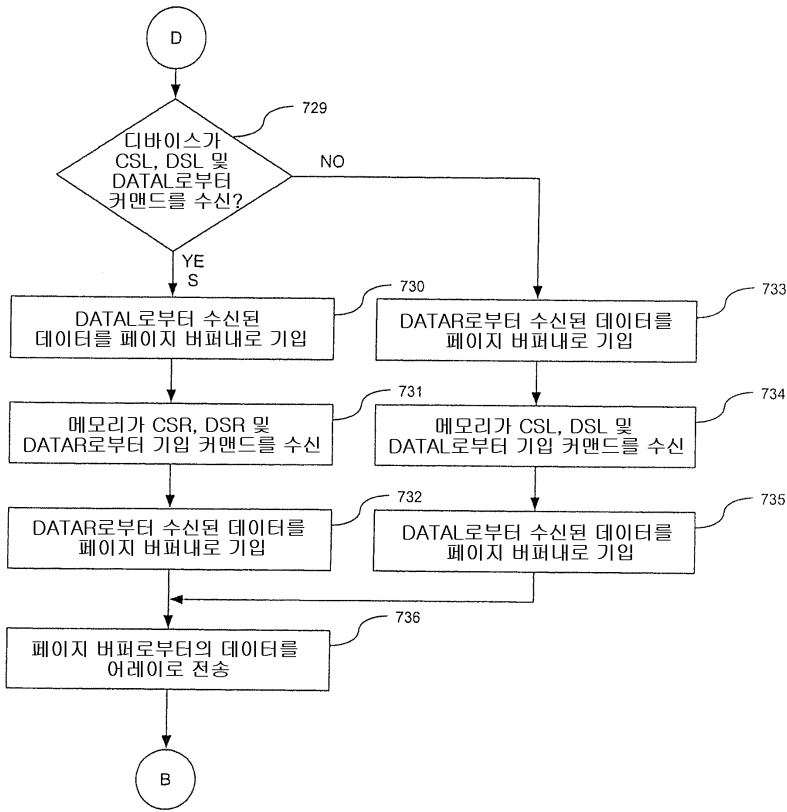 D
729
디바이스가
CSL, DSL 및
DATAL로부터
커맨드를 수신?
NO
YE
S
730
DATAL로부터 수신된
데이터를 페이지 버퍼내로 기입
731
메모리가 CSR, DSR 및
DATAR로부터 기입 커맨드를 수신
732
DATAR로부터 수신된 데이터를
페이지 버퍼내로 기입
733
DATAR로부터 수신된 데이터를
페이지 버퍼내로 기입
734
메모리가 CSL, DSL 및
DATAL로부터 기입 커맨드를 수신
735
DATAL로부터 수신된 데이터를
페이지 버퍼내로 기입
736
페이지 버퍼로부터의 데이터를
어레이로 전송
B